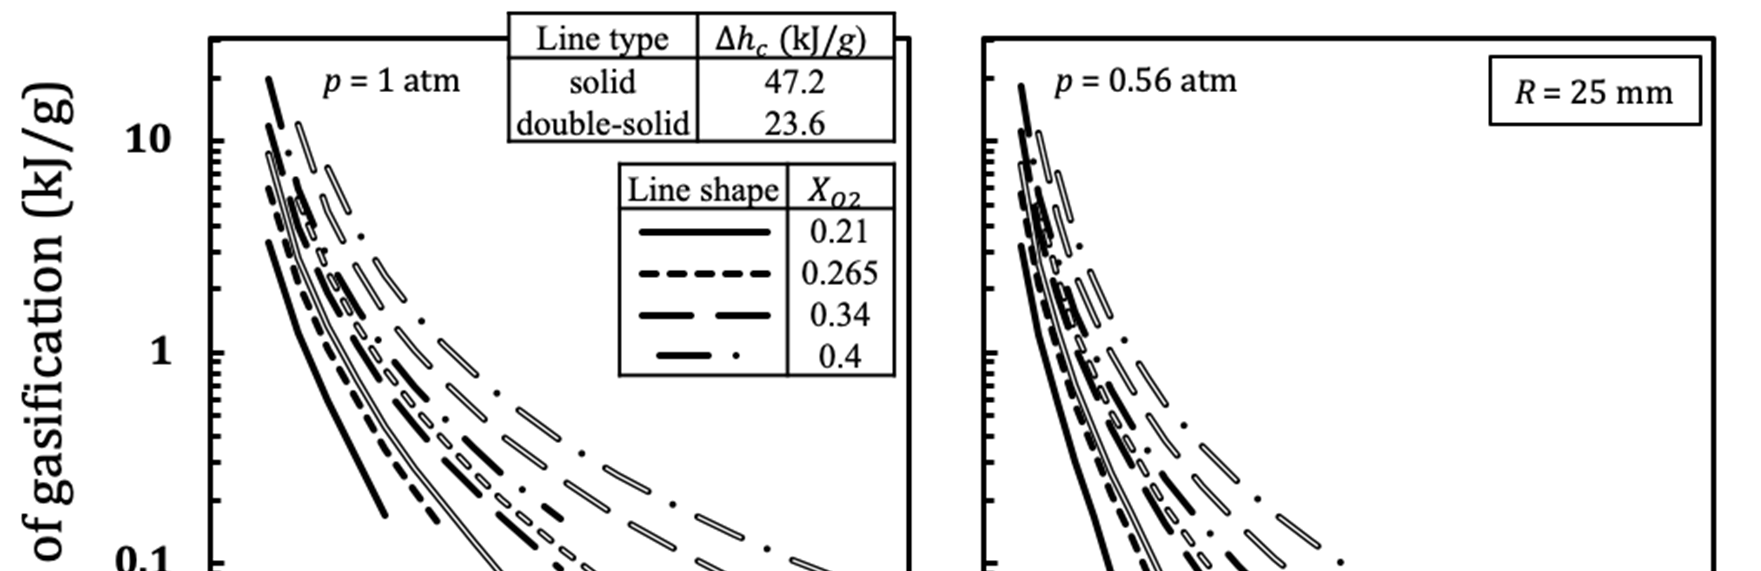 of gasification (kJ/g)
10
1
0.1
p = 1 atm
Line type Δh_c (kJ/g)
solid 47.2
double-solid 23.6
Line shape X_O2
0.21
0.265
0.34
0.4
p = 0.56 atm
R = 25 mm